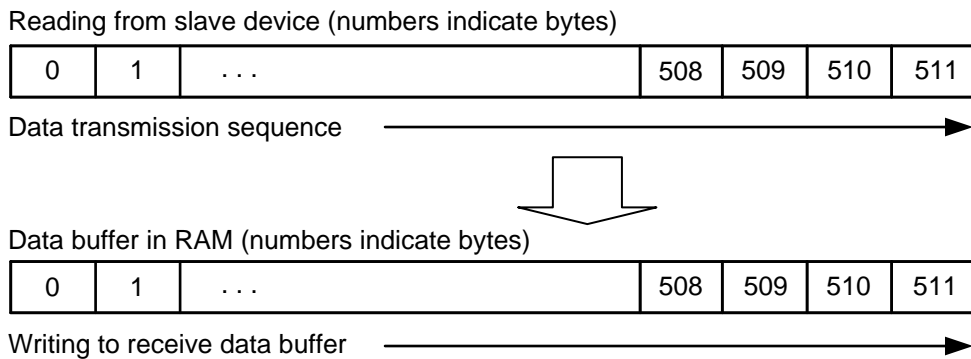 Reading from slave device (numbers indicate bytes)
0 1 . . . 508 509 510 511
Data transmission sequence
Data buffer in RAM (numbers indicate bytes)
0 1 . . . 508 509 510 511
Writing to receive data buffer